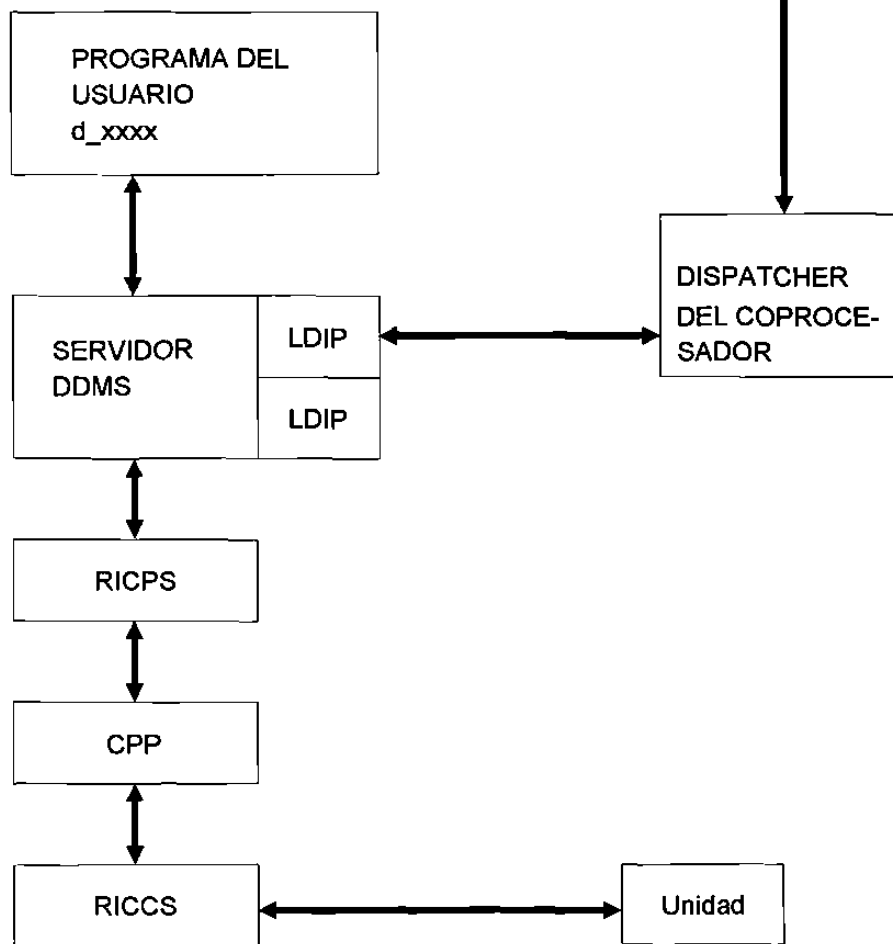 PROGRAMA DEL
USUARIO
d_xxxx
SERVIDOR
DDMS
LDIP
LDIP
DISPATCHER
DEL COPROCE-
SADOR
RICPS
CPP
RICCS
Unidad